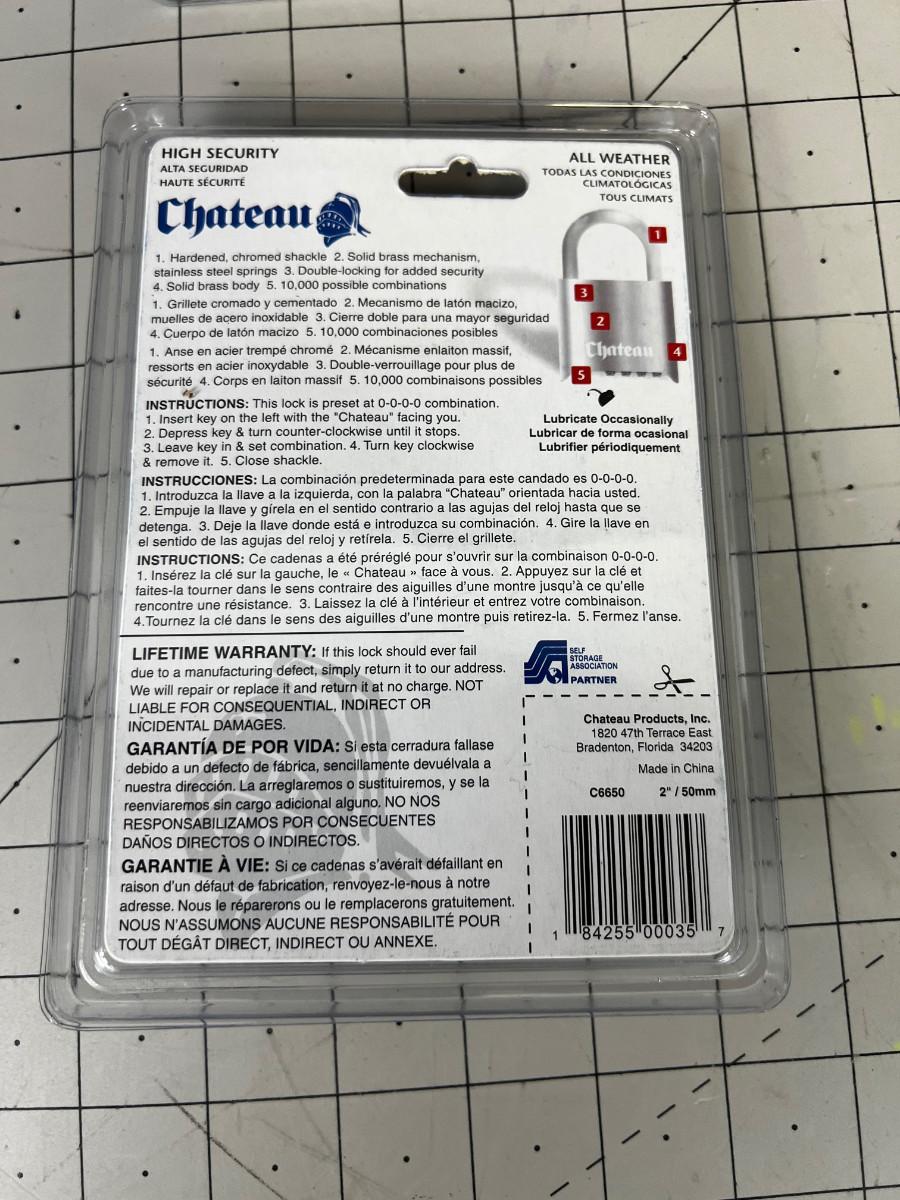 HIGH SECURITY
ALTA SEGURIDAD
HAUTE SÉCURITÉ
ALL WEATHER
TODAS LAS CONDICIONES
CLIMATOLÓGICAS
TOUS CLIMATS
Chateau
1. Hardened, chromed shackle 2. Solid brass mechanism,
stainless steel springs 3. Double-locking for added security
4. Solid brass body 5. 10,000 possible combinations
1. Grillete cromado y cementado 2. Mecanismo de latón macizo,
muelles de acero inoxidable 3. Cierre doble para una mayor seguridad
4. Cuerpo de latón macizo 5. 10,000 combinaciones posibles
1. Anse en acier trempé chromé 2. Mécanisme enlaiton massif,
ressorts en acier inoxydable 3. Double-verrouillage pour plus de
sécurité 4. Corps en laiton massif 5. 10,000 combinaisons possibles
1
3
2
Chateau
4
5
Lubricate Occasionally
Lubricar de forma ocasional
Lubrifier périodiquement
INSTRUCTIONS: This lock is preset at 0-0-0-0 combination.
1. Insert key on the left with the "Chateau" facing you.
2. Depress key & turn counter-clockwise until it stops.
3. Leave key in & set combination. 4. Turn key clockwise
& remove it. 5. Close shackle.
INSTRUCCIONES: La combinación predeterminada para este candado es 0-0-0-0.
1. Introduzca la llave a la izquierda, con la palabra “Chateau” orientada hacia usted.
2. Empuje la llave y gírela en el sentido contrario a las agujas del reloj hasta que se
detenga. 3. Deje la llave donde está e introduzca su combinación. 4. Gire la llave en
el sentido de las agujas del reloj y retírela. 5. Cierre el grillete.
INSTRUCTIONS: Ce cadenas a été préréglé pour s’ouvrir sur la combinaison 0-0-0-0.
1. Insérez la clé sur la gauche, le « Chateau » face à vous. 2. Appuyez sur la clé et
faites-la tourner dans le sens contraire des aiguilles d’une montre jusqu’à ce qu’elle
rencontre une résistance. 3. Laissez la clé à l’intérieur et entrez votre combinaison.
4.Tournez la clé dans le sens des aiguilles d’une montre puis retirez-la. 5. Fermez l’anse.
LIFETIME WARRANTY: If this lock should ever fail
due to a manufacturing defect, simply return it to our address.
We will repair or replace it and return it at no charge. NOT
LIABLE FOR CONSEQUENTIAL, INDIRECT OR
INCIDENTAL DAMAGES.
GARANTÍA DE POR VIDA: Si esta cerradura fallase
debido a un defecto de fábrica, sencillamente devuélvala a
nuestra dirección. La arreglaremos o sustituiremos, y se la
reenviaremos sin cargo adicional alguno. NO NOS
RESPONSABILIZAMOS POR CONSECUENTES
DAÑOS DIRECTOS O INDIRECTOS.
GARANTIE À VIE: Si ce cadenas s’avérait défaillant en
raison d’un défaut de fabrication, renvoyez-le-nous à notre
adresse. Nous le réparerons ou le remplacerons gratuitement.
NOUS N’ASSUMONS AUCUNE RESPONSABILITÉ POUR
TOUT DÉGÂT DIRECT, INDIRECT OU ANNEXE.
SELF
STORAGE
ASSOCIATION
PARTNER
Chateau Products, Inc.
1820 47th Terrace East
Bradenton, Florida 34203
Made in China
C6650 2" / 50mm
1 84255 00035 7